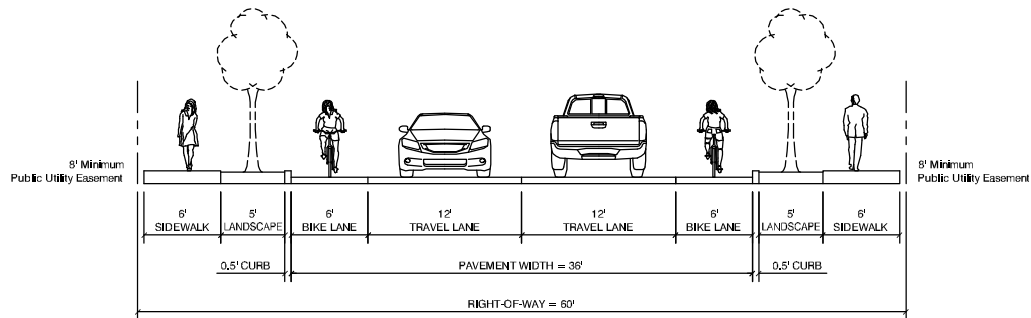 8' Minimum
Public Utility Easement
8' Minimum
Public Utility Easement
6'
SIDEWALK
5'
LANDSCAPE
6'
BIKE LANE
12'
TRAVEL LANE
12'
TRAVEL LANE
6'
BIKE LANE
5'
LANDSCAPE
6'
SIDEWALK
0.5' CURB
PAVEMENT WIDTH = 36'
0.5' CURB
RIGHT-OF-WAY = 60'